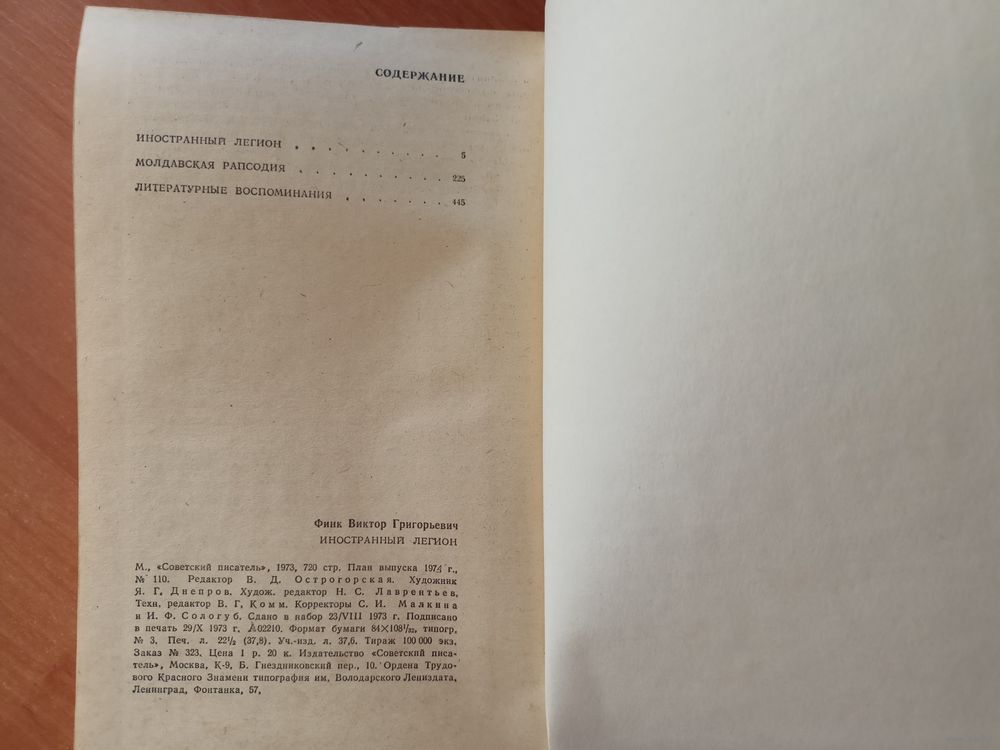 СОДЕРЖАНИЕ
ИНОСТРАННЫЙ ЛЕГИОН . . . . . . . . . . 5
МОЛДАВСКАЯ РАПСОДИЯ . . . . . . . . . . 225
ЛИТЕРАТУРНЫЕ ВОСПОМИНАНИЯ . . . . . . . 445
Финк Виктор Григорьевич
ИНОСТРАННЫЙ ЛЕГИОН
М., «Советский писатель», 1973, 720 стр. План выпуска 1974 г.,
№ 110. Редактор В. Д. Острогорская. Художник
Я. Г. Днепров. Худож. редактор Н. С. Лаврентьев.
Техн. редактор В. Г. Комм. Корректоры С. И. Малкина
и И. Ф. Сологуб. Сдано в набор 23/VIII 1973 г. Подписано
в печать 29/X 1973 г. А02210. Формат бумаги 84×108¹/₃₂, типогр.
№ 3. Печ. л. 22¹/₂ (37,8). Уч.-изд. л. 37,6. Тираж 100 000 экз.
Заказ № 323. Цена 1 р. 20 к. Издательство «Советский писа-
тель», Москва, К-9, Б. Гнездниковский пер., 10. Ордена Трудо-
вого Красного Знамени типография им. Володарского Лениздата,
Ленинград, Фонтанка, 57.